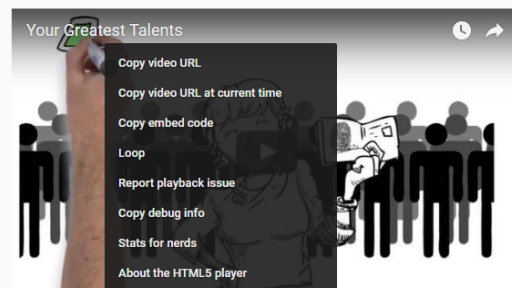 Your Greatest Talents
Copy video URL
Copy video URL at current time
Copy embed code
Loop
Report playback issue
Copy debug info
Stats for nerds
About the HTML5 player